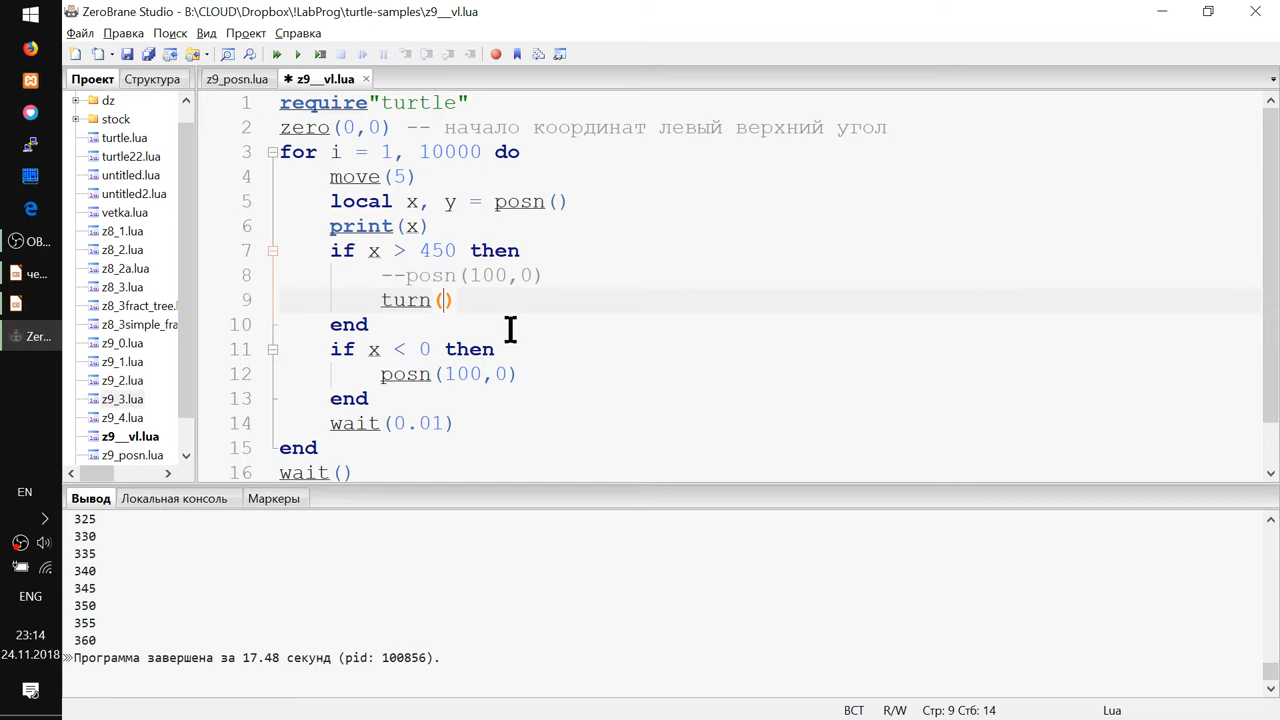 ZeroBrane Studio - B:\CLOUD\Dropbox\!LabProg\turtle-samples\z9__vl.lua
Файл Правка Поиск Вид Проект Справка
Проект Структура z9_posn.lua ✱ z9__vl.lua
dz
stock
turtle.lua
turtle22.lua
untitled.lua
untitled2.lua
vetka.lua
z8_1.lua
z8_2.lua
z8_2a.lua
z8_3.lua
z8_3fract_tree.l
z8_3simple_fra
z9_0.lua
z9_1.lua
z9_2.lua
z9_3.lua
z9_4.lua
z9__vl.lua
z9_posn.lua
1 require"turtle"
2 zero(0,0) -- начало координат левый верхний угол
3 for i = 1, 10000 do
4 move(5)
5 local x, y = posn()
6 print(x)
7 if x > 450 then
8 --posn(100,0)
9 turn()
10 end
11 if x < 0 then
12 posn(100,0)
13 end
14 wait(0.01)
15 end
16 wait()
Вывод Локальная консоль Маркеры
325
330
335
340
345
350
355
360
Программа завершена за 17.48 секунд (pid: 100856).
ВСТ R/W Стр: 9 Стб: 14 Lua
OB...
че...
Zer...
EN
ENG
23:14
24.11.2018